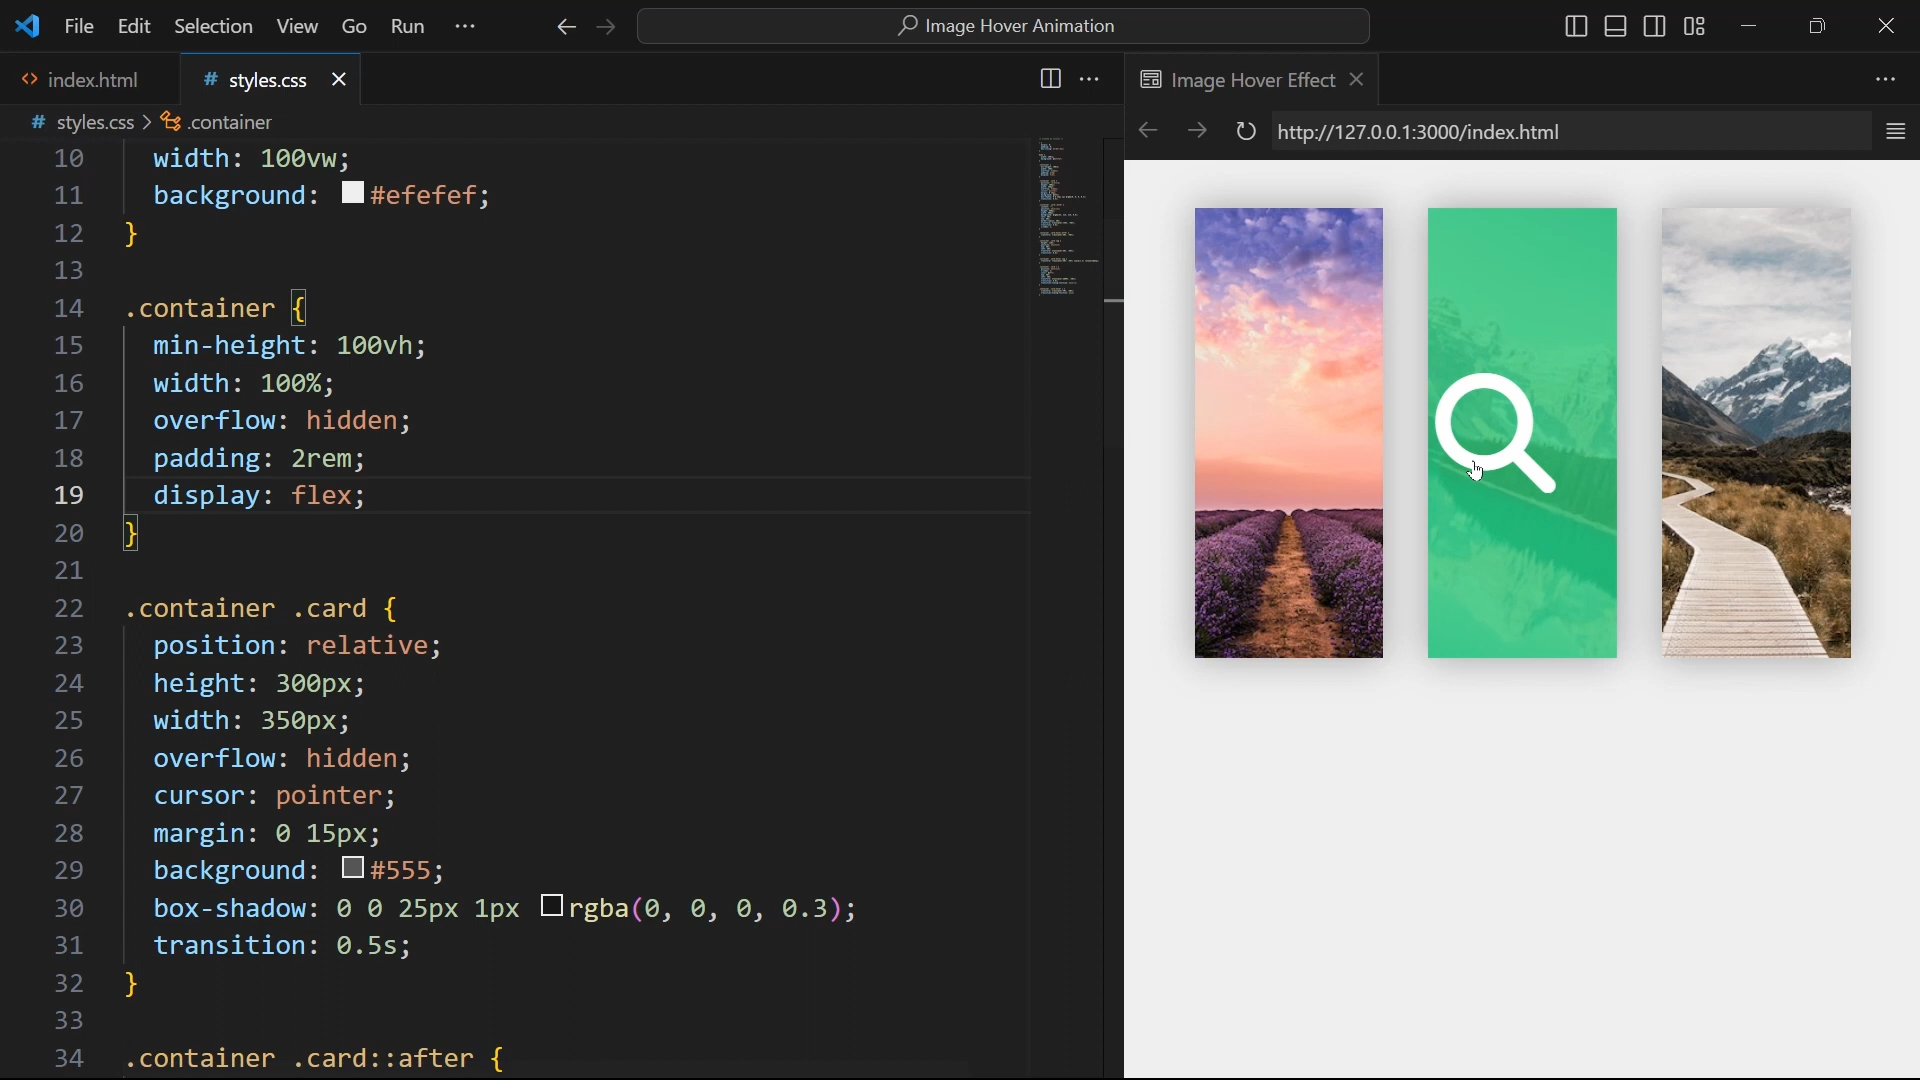 File Edit Selection View Go Run ··· Image Hover Animation
index.html # styles.css
Image Hover Effect
# styles.css > .container
http://127.0.0.1:3000/index.html
10 width: 100vw;
11 background: #efefef;
12 }
13
14 .container {
15 min-height: 100vh;
16 width: 100%;
17 overflow: hidden;
18 padding: 2rem;
19 display: flex;
20 }
21
22 .container .card {
23 position: relative;
24 height: 300px;
25 width: 350px;
26 overflow: hidden;
27 cursor: pointer;
28 margin: 0 15px;
29 background: #555;
30 box-shadow: 0 0 25px 1px rgba(0, 0, 0, 0.3);
31 transition: 0.5s;
32 }
33
34 .container .card::after {